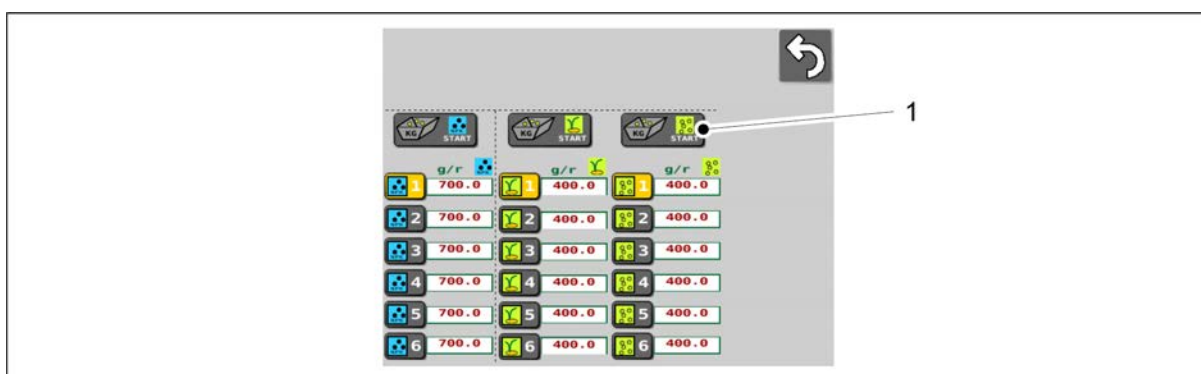 1
KG START KG START KG START
g/r g/r g/r
1 700.0 1 400.0 1 400.0
2 700.0 2 400.0 2 400.0
3 700.0 3 400.0 3 400.0
4 700.0 4 400.0 4 400.0
5 700.0 5 400.0 5 400.0
6 700.0 6 400.0 6 400.0